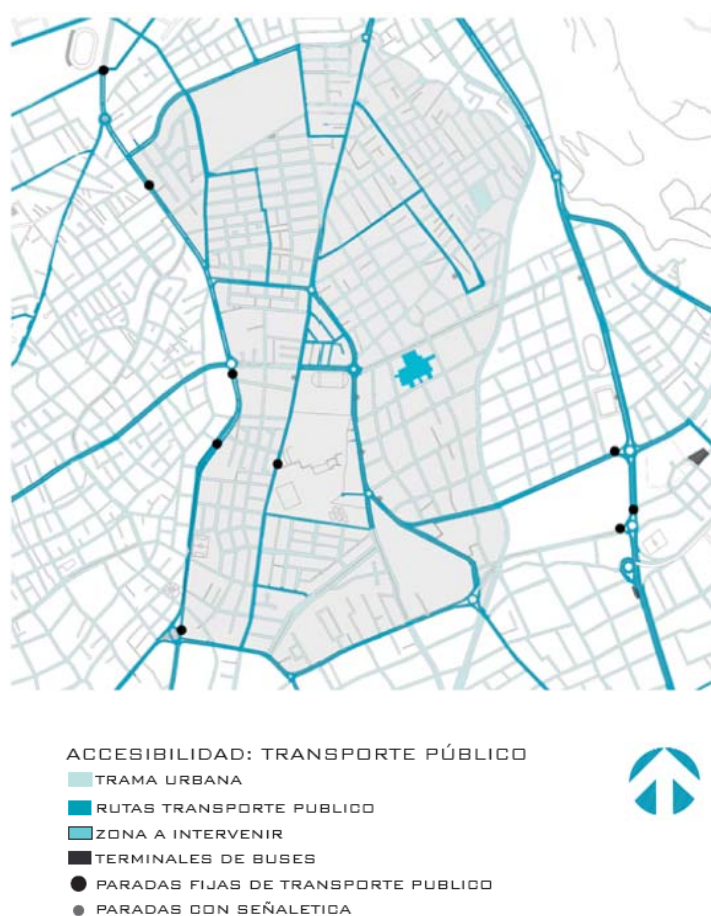 ACCESIBILIDAD: TRANSPORTE PÚBLICO
TRAMA URBANA
RUTAS TRANSPORTE PUBLICO
ZONA A INTERVENIR
TERMINALES DE BUSES
PARADAS FIJAS DE TRANSPORTE PUBLICO
PARADAS CON SEÑALETICA